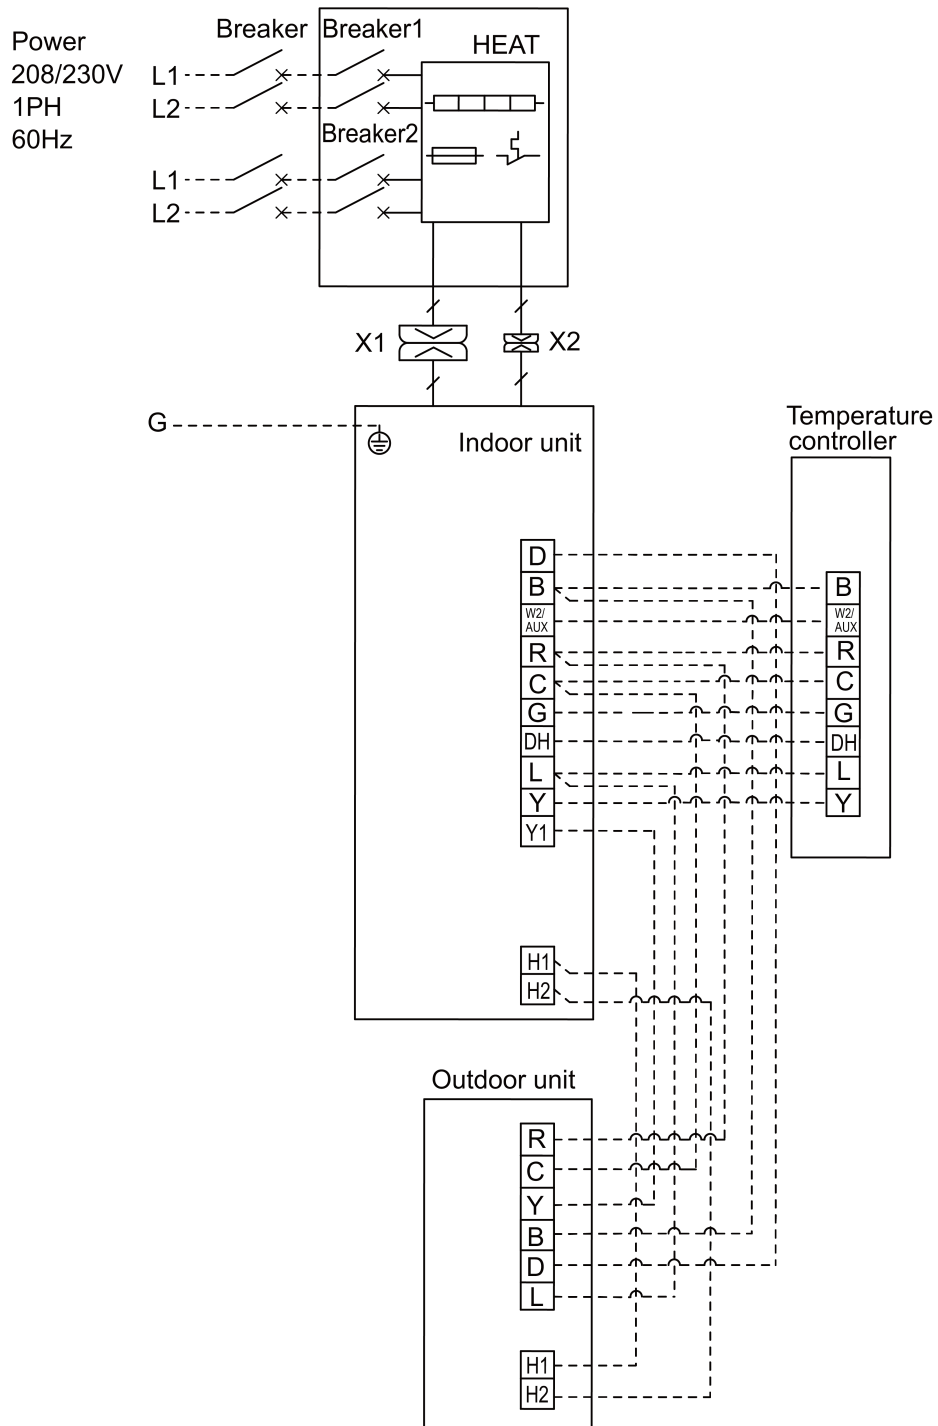 Power
208/230V
1PH
60Hz
Breaker
Breaker1
HEAT
L1
L2
Breaker2
L1
L2
X1
X2
G
Indoor unit
Temperature
controller
D
B
W2/
AUX
R
C
G
DH
L
Y
Y1
H1
H2
B
W2/
AUX
R
C
G
DH
L
Y
Outdoor unit
R
C
Y
B
D
L
H1
H2